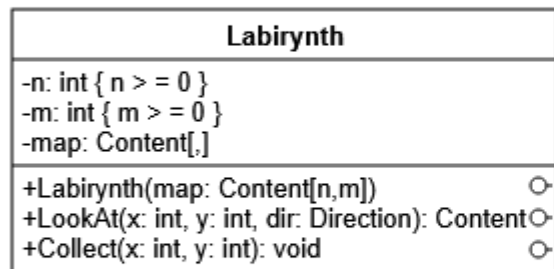 Labirynth
-n: int { n > = 0 }
-m: int { m > = 0 }
-map: Content[,]
+Labirynth(map: Content[n,m])
+LookAt(x: int, y: int, dir: Direction): Content
+Collect(x: int, y: int): void